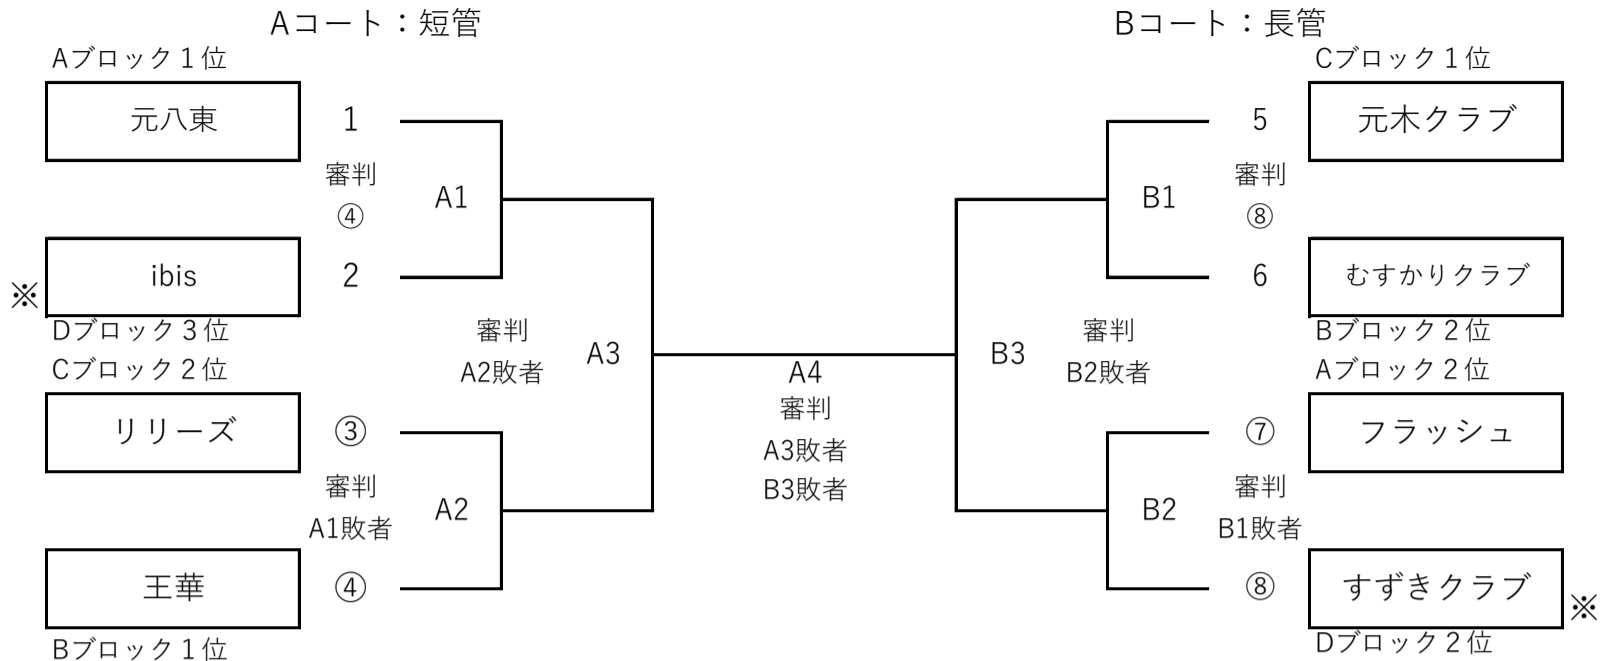 Aコート：短管
Aブロック１位
元八東
1
審判
④
A1
ibis
2
※
Dブロック３位
Cブロック２位
審判
A2敗者
A3
リリーズ
③
審判
A1敗者
A2
王華
④
Bブロック１位
A4
審判
A3敗者
B3敗者
Bコート：長管
Cブロック１位
5
元木クラブ
審判
⑧
B1
6
むすかりクラブ
Bブロック２位
Aブロック２位
B3
審判
B2敗者
⑦
フラッシュ
審判
B1敗者
B2
⑧
すずきクラブ
※
Dブロック２位